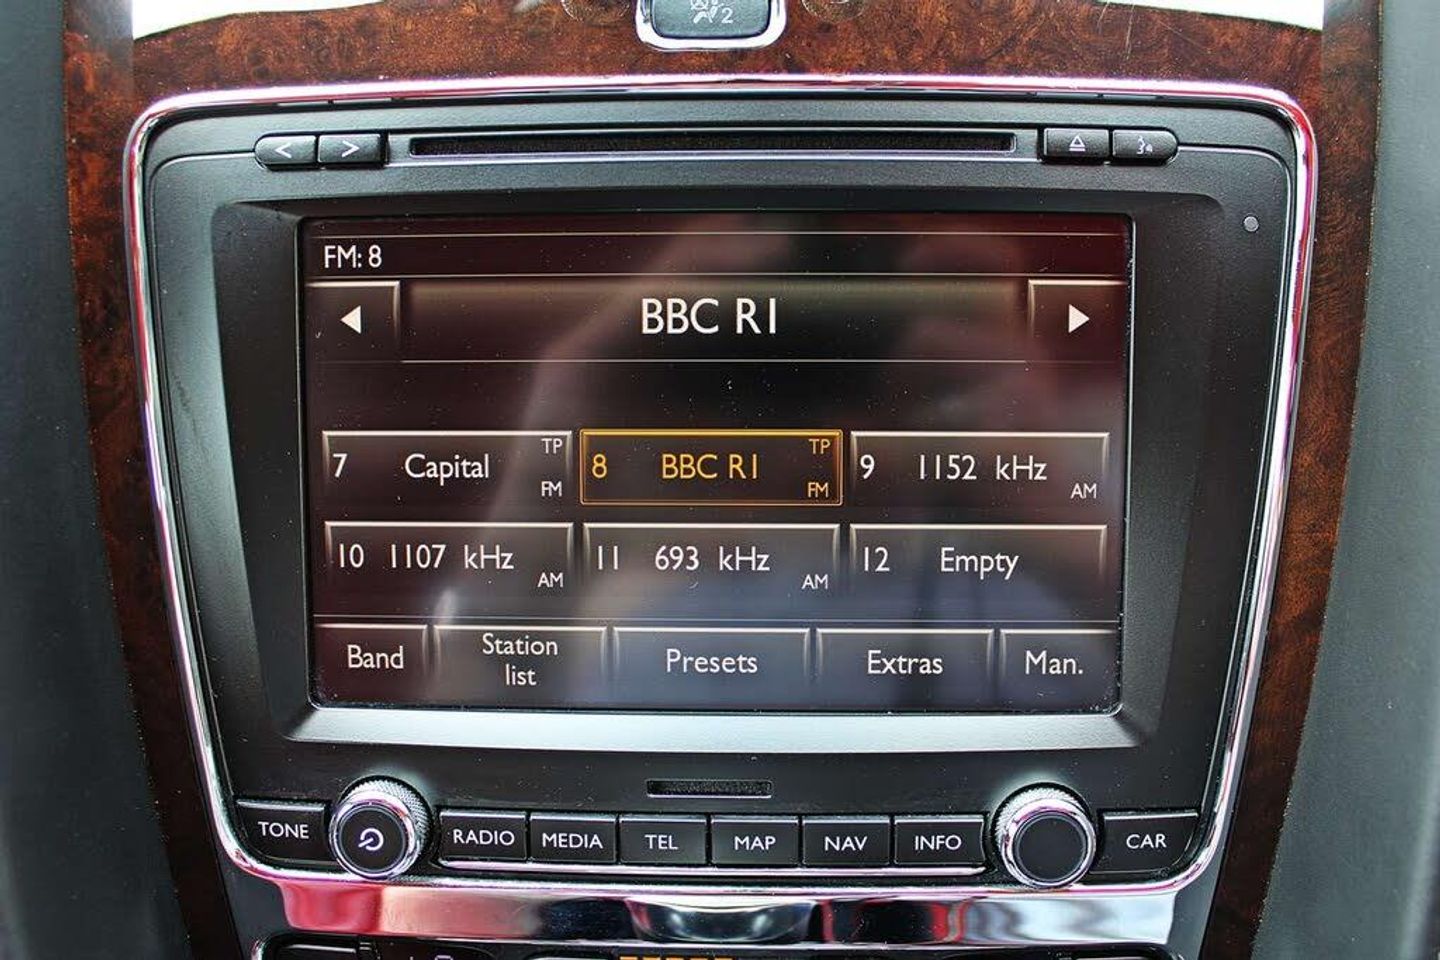 2
< >
FM: 8
BBC R1
7 Capital TP FM
8 BBC R1 TP FM
9 1152 kHz AM
10 1107 kHz AM
11 693 kHz AM
12 Empty
Band
Station
list
Presets
Extras
Man.
TONE
RADIO
MEDIA
TEL
MAP
NAV
INFO
CAR